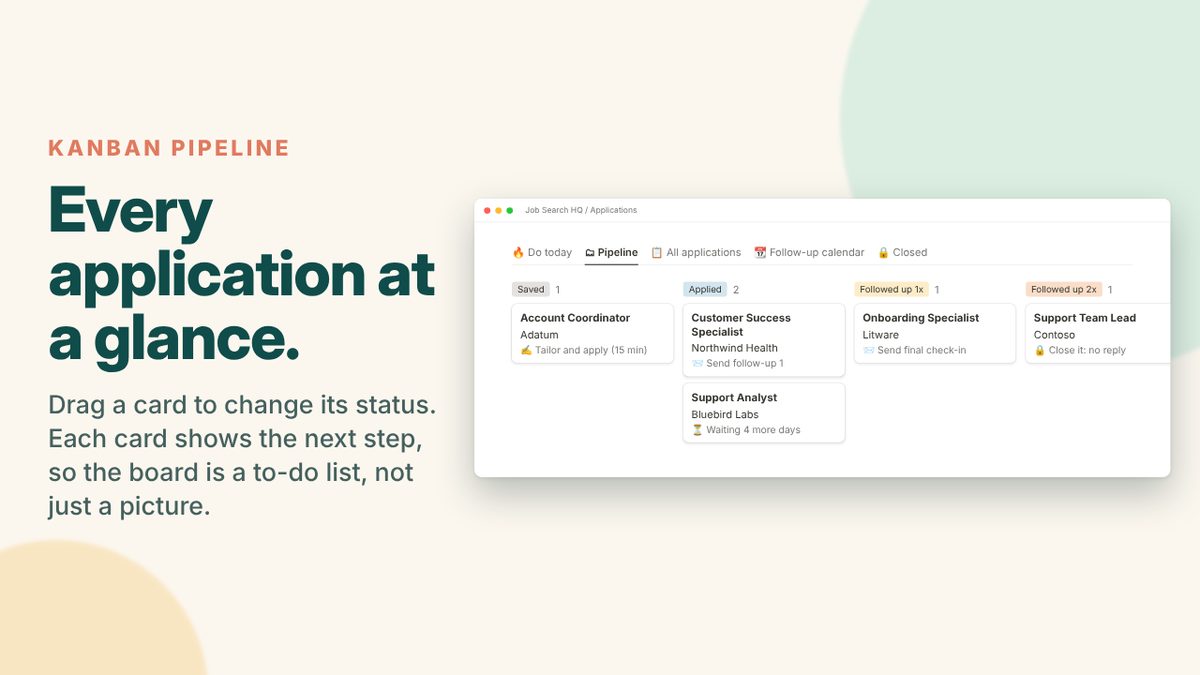 KANBAN PIPELINE
Every
application at
a glance.
Drag a card to change its status.
Each card shows the next step,
so the board is a to-do list, not
just a picture.
Job Search HQ / Applications
🔥 Do today 🗂 Pipeline 📋 All applications 📆 Follow-up calendar 🔒 Closed
Saved 1
Account Coordinator
Adatum
✍️ Tailor and apply (15 min)
Applied 2
Customer Success
Specialist
Northwind Health
📨 Send follow-up 1
Support Analyst
Bluebird Labs
⏳ Waiting 4 more days
Followed up 1x 1
Onboarding Specialist
Litware
📨 Send final check-in
Followed up 2x 1
Support Team Lead
Contoso
🔒 Close it: no reply